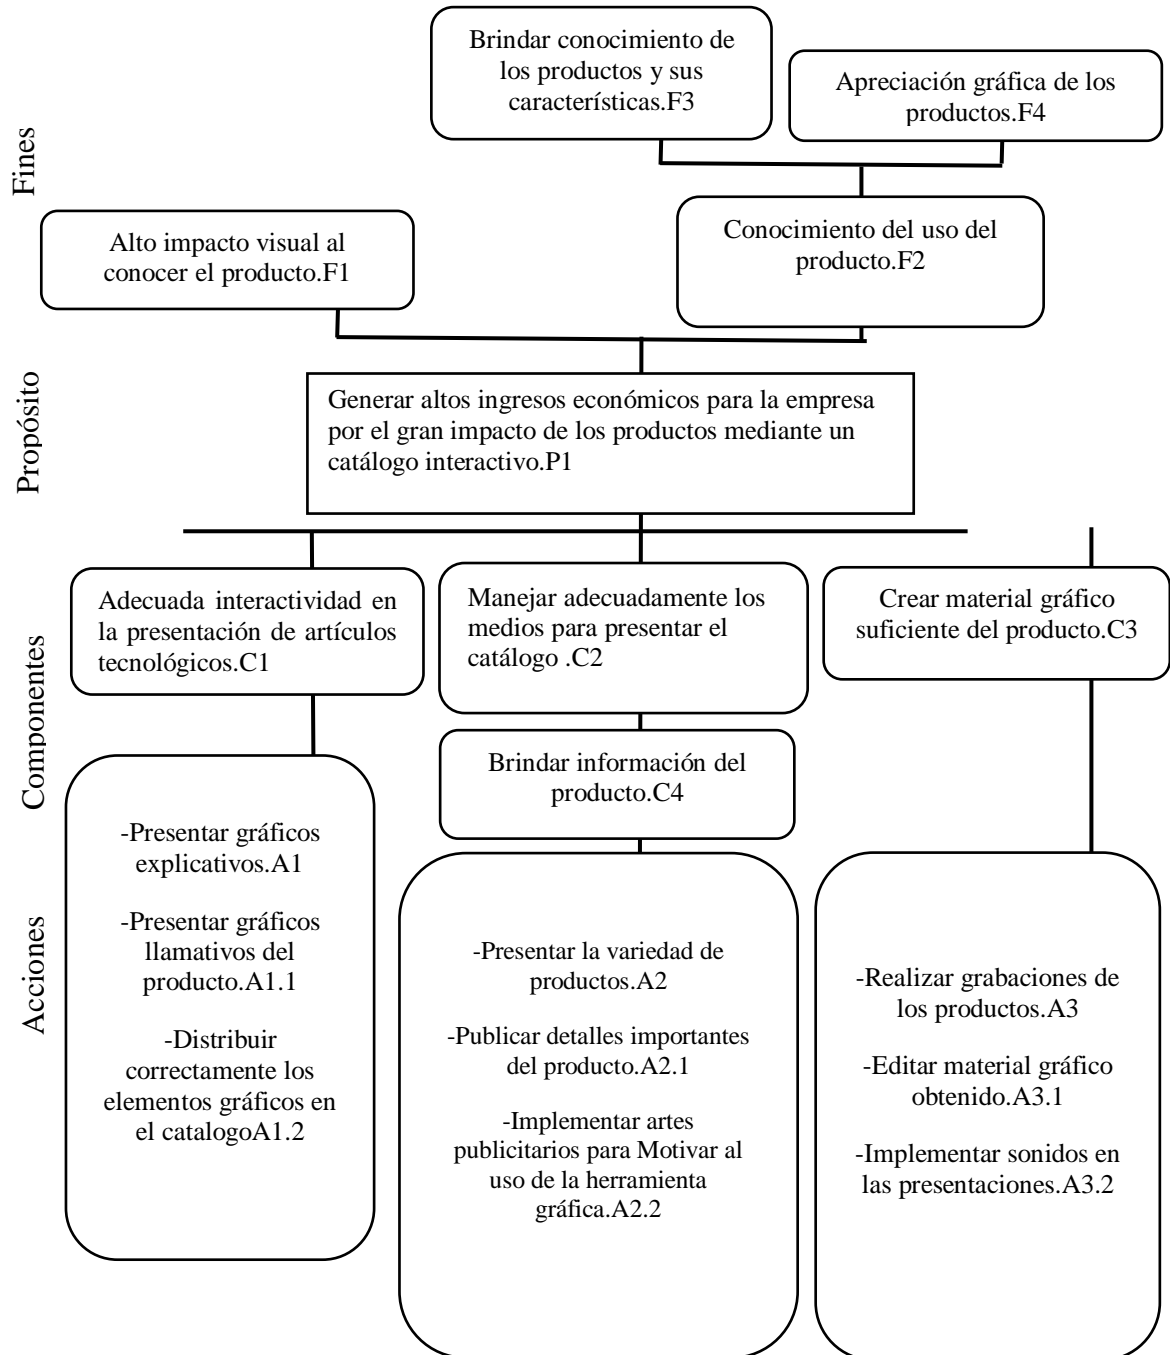 Brindar conocimiento de
los productos y sus
características.F3
Apreciación gráfica de los
productos.F4
Fines
Alto impacto visual al
conocer el producto.F1
Conocimiento del uso del
producto.F2
Propósito
Generar altos ingresos económicos para la empresa
por el gran impacto de los productos mediante un
catálogo interactivo.P1
Componentes
Adecuada interactividad en
la presentación de artículos
tecnológicos.C1
Manejar adecuadamente los
medios para presentar el
catálogo .C2
Crear material gráfico
suficiente del producto.C3
Brindar información del
producto.C4
Acciones
-Presentar gráficos
explicativos.A1
-Presentar gráficos
llamativos del
producto.A1.1
-Distribuir
correctamente los
elementos gráficos en
el catalogoA1.2
-Presentar la variedad de
productos.A2
-Publicar detalles importantes
del producto.A2.1
-Implementar artes
publicitarios para Motivar al
uso de la herramienta
gráfica.A2.2
-Realizar grabaciones de
los productos.A3
-Editar material gráfico
obtenido.A3.1
-Implementar sonidos en
las presentaciones.A3.2